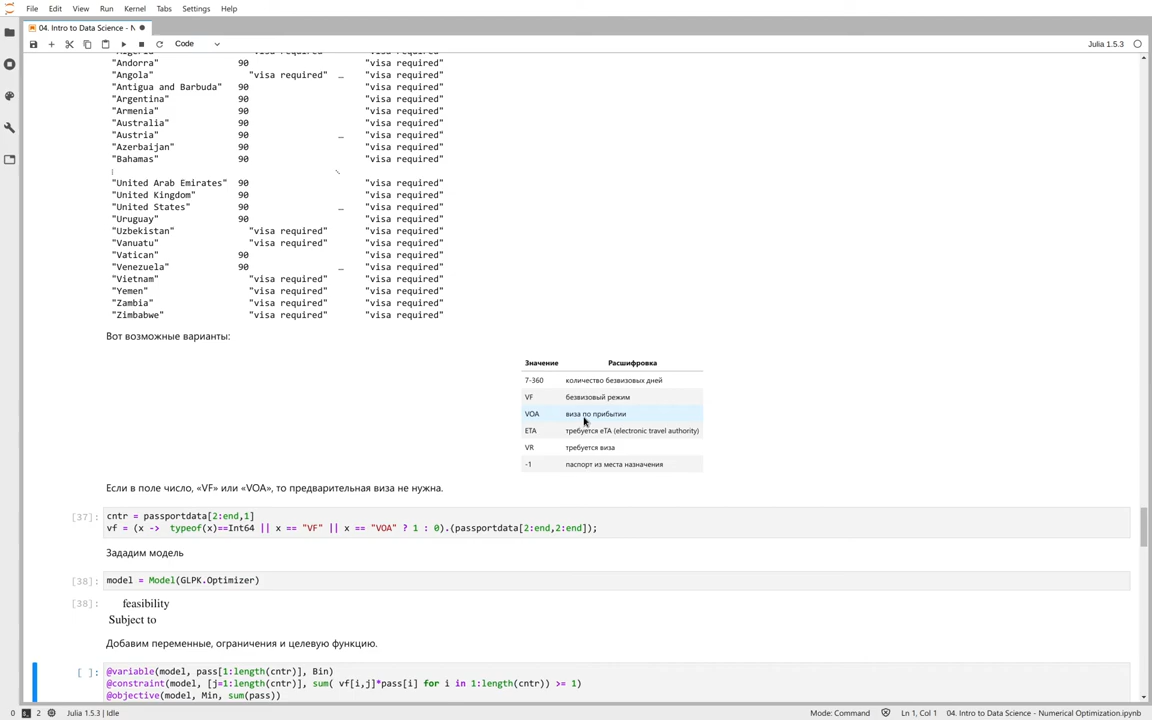 File Edit View Run Kernel Tabs Settings Help
04. Intro to Data Science - N
Code
Julia 1.5.3
"Andorra" 90 "visa required"
"Angola" "visa required" … "visa required"
"Antigua and Barbuda" 90 "visa required"
"Argentina" 90 "visa required"
"Armenia" 90 "visa required"
"Australia" 90 "visa required"
"Austria" 90 … "visa required"
"Azerbaijan" 90 "visa required"
"Bahamas" 90 "visa required"
⋮ ⋱
"United Arab Emirates" 90 "visa required"
"United Kingdom" 90 "visa required"
"United States" 90 … "visa required"
"Uruguay" 90 "visa required"
"Uzbekistan" "visa required" "visa required"
"Vanuatu" "visa required" "visa required"
"Vatican" 90 "visa required"
"Venezuela" 90 … "visa required"
"Vietnam" "visa required" "visa required"
"Yemen" "visa required" "visa required"
"Zambia" "visa required" "visa required"
"Zimbabwe" "visa required" "visa required"
Вот возможные варианты:
Значение Расшифровка
7-360 количество безвизовых дней
VF безвизовый режим
VOA виза по прибытии
ETA требуется eTA (electronic travel authority)
VR требуется виза
-1 паспорт из места назначения
Если в поле число, «VF» или «VOA», то предварительная виза не нужна.
[37]: cntr = passportdata[2:end,1]
vf = (x -> typeof(x)==Int64 || x == "VF" || x == "VOA" ? 1 : 0).(passportdata[2:end,2:end]);
Зададим модель
[38]: model = Model(GLPK.Optimizer)
[38]: feasibility
Subject to
Добавим переменные, ограничения и целевую функцию.
[ ]: @variable(model, pass[1:length(cntr)], Bin)
@constraint(model, [j=1:length(cntr)], sum( vf[i,j]*pass[i] for i in 1:length(cntr)) >= 1)
@objective(model, Min, sum(pass))
0 2 Julia 1.5.3 | Idle Mode: Command Ln 1, Col 1 04. Intro to Data Science - Numerical Optimization.ipynb